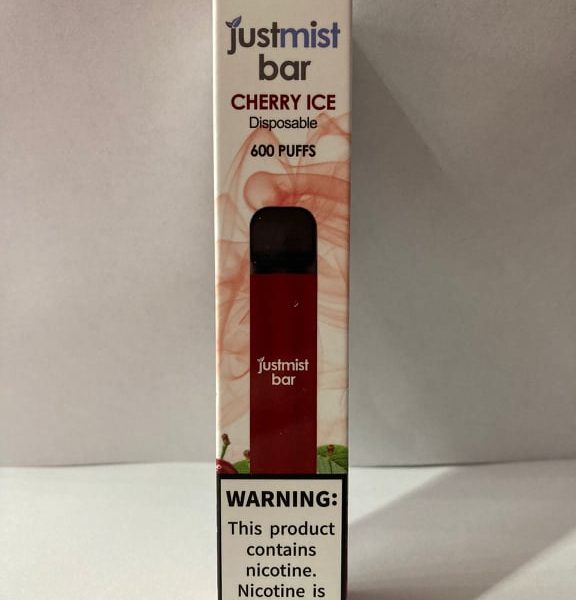 justmist
bar
CHERRY ICE
Disposable
600 PUFFS
justmist
bar
WARNING:
This product
contains
nicotine.
Nicotine is